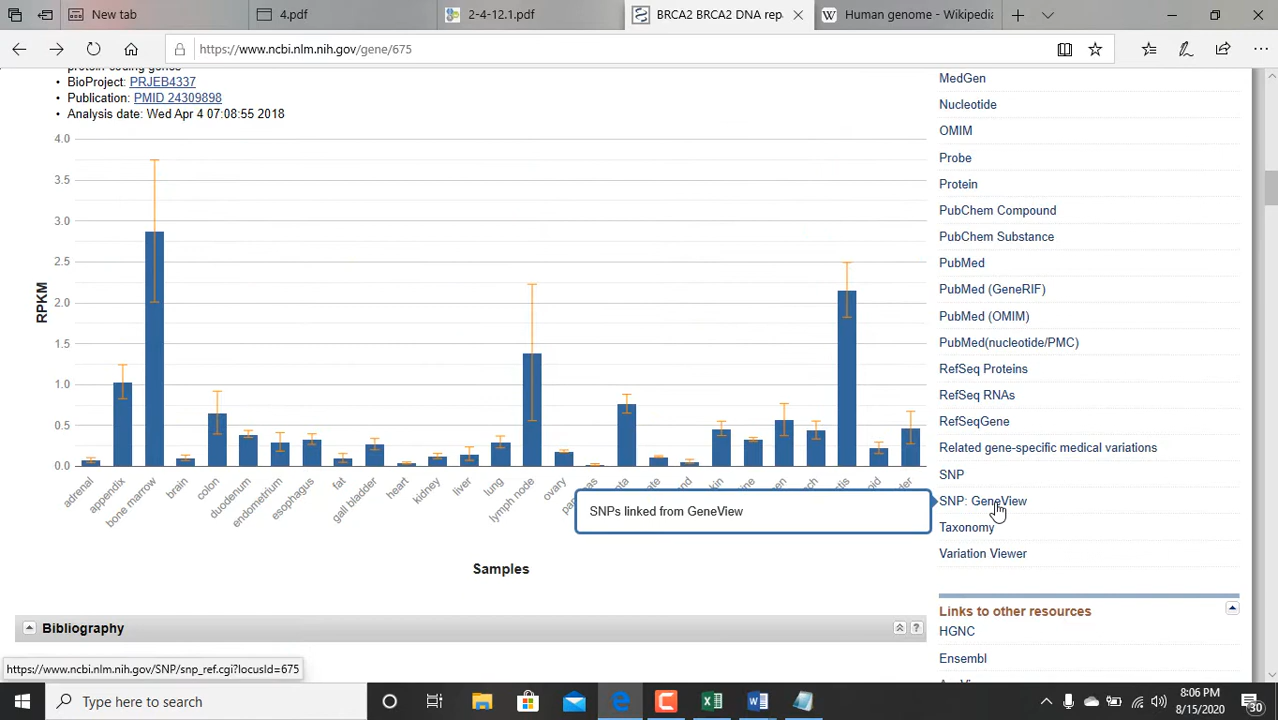 New tab
4.pdf
2-4-12.1.pdf
BRCA2 BRCA2 DNA rep
W Human genome - Wikipedia
https://www.ncbi.nlm.nih.gov/gene/675
protein coding genes
• BioProject: PRJEB4337
• Publication: PMID 24309898
• Analysis date: Wed Apr 4 07:08:55 2018
4.0
3.5
3.0
2.5
2.0
1.5
1.0
0.5
0.0
RPKM
adrenal
appendix
bone marrow
brain
colon
duodenum
endometrium
esophagus
fat
gall bladder
heart
kidney
liver
lung
lymph node
ovary
Samples
SNPs linked from GeneView
Bibliography
?
MedGen
Nucleotide
OMIM
Probe
Protein
PubChem Compound
PubChem Substance
PubMed
PubMed (GeneRIF)
PubMed (OMIM)
PubMed(nucleotide/PMC)
RefSeq Proteins
RefSeq RNAs
RefSeqGene
Related gene-specific medical variations
SNP
SNP: GeneView
Taxonomy
Variation Viewer
Links to other resources
HGNC
Ensembl
https://www.ncbi.nlm.nih.gov/SNP/snp_ref.cgi?locusId=675
Type here to search
8:06 PM
8/15/2020
30